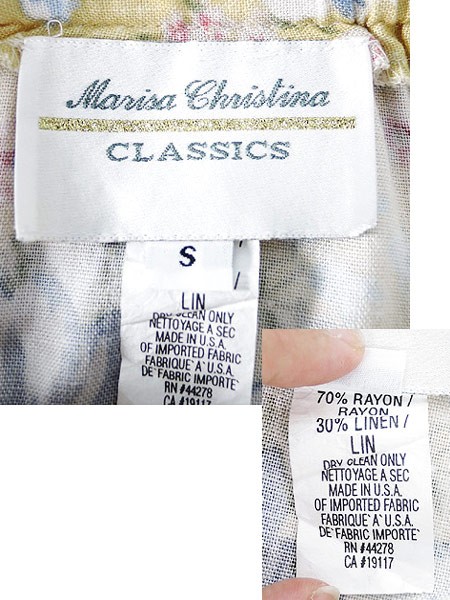 Marisa Christina
CLASSICS
S
/
LIN
DRY CLEAN ONLY
NETTOYAGE A SEC
MADE IN U.S.A.
OF IMPORTED FABRIC
FABRIQUE`A`U.S.A.
DE`FABRIC IMPORTE`
RN #44278
CA #19117
70% RAYON /
RAYON
30% LINEN /
LIN
DRY CLEAN ONLY
NETTOYAGE A SEC
MADE IN U.S.A.
OF IMPORTED FABRIC
FABRIQUE`A`U.S.A.
DE`FABRIC IMPORTE`
RN #44278
CA #19117